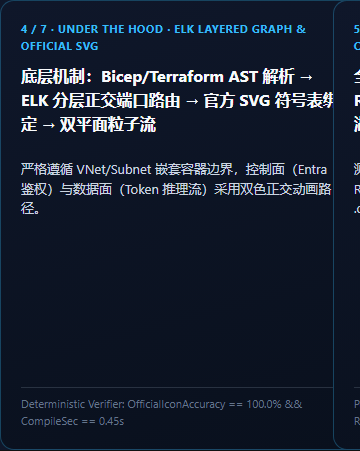 4 / 7 · UNDER THE HOOD · ELK LAYERED GRAPH &
OFFICIAL SVG
底层机制：Bicep/Terraform AST 解析 →
ELK 分层正交端口路由 → 官方 SVG 符号表绑
定 → 双平面粒子流
严格遵循 VNet/Subnet 嵌套容器边界，控制面（Entra
鉴权）与数据面（Token 推理流）采用双色正交动画路
径。
Deterministic Verifier: OfficialIconAccuracy == 100.0% &&
CompileSec == 0.45s